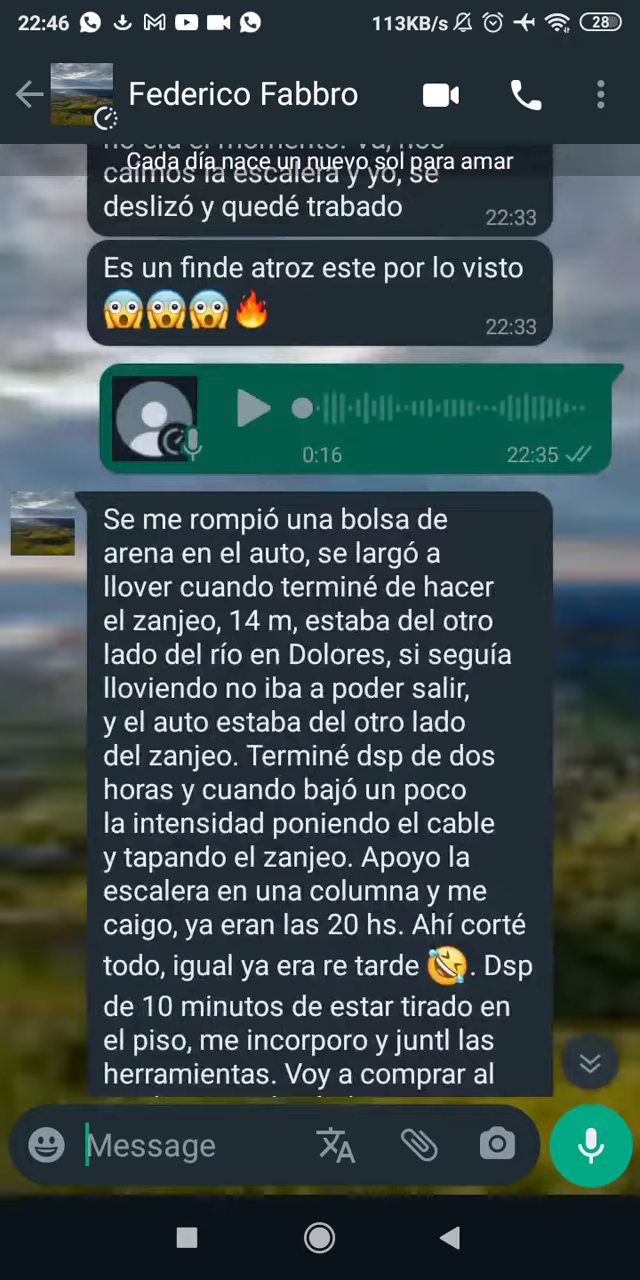 22:46
113KB/s
28
Federico Fabbro
no era el momento. Va, nos
Cada día nace un nuevo sol para amar
caímos la escalera y yo, se
deslizó y quedé trabado
22:33
Es un finde atroz este por lo visto
😱😱😱🔥
22:33
0:16
22:35
Se me rompió una bolsa de
arena en el auto, se largó a
llover cuando terminé de hacer
el zanjeo, 14 m, estaba del otro
lado del río en Dolores, si seguía
lloviendo no iba a poder salir,
y el auto estaba del otro lado
del zanjeo. Terminé dsp de dos
horas y cuando bajó un poco
la intensidad poniendo el cable
y tapando el zanjeo. Apoyo la
escalera en una columna y me
caigo, ya eran las 20 hs. Ahí corté
todo, igual ya era re tarde 🤣. Dsp
de 10 minutos de estar tirado en
el piso, me incorporo y juntl las
herramientas. Voy a comprar al
Message